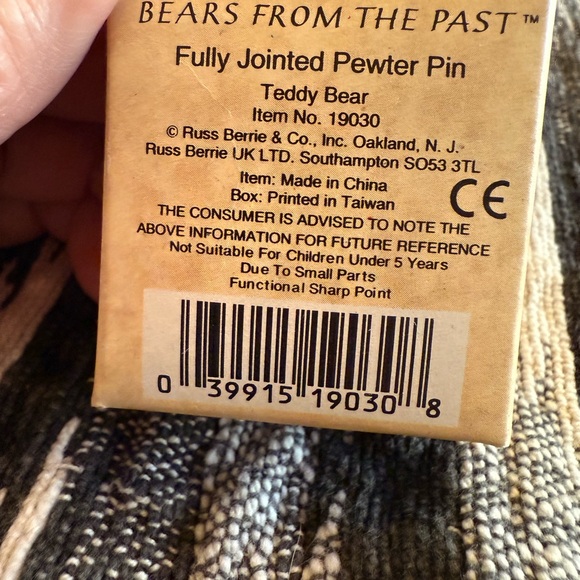 BEARS FROM THE PAST™
Fully Jointed Pewter Pin
Teddy Bear
Item No. 19030
© Russ Berrie & Co., Inc. Oakland, N. J.
Russ Berrie UK LTD. Southampton SO53 3TL
Item: Made in China
Box: Printed in Taiwan
CE
THE CONSUMER IS ADVISED TO NOTE THE
ABOVE INFORMATION FOR FUTURE REFERENCE
Not Suitable For Children Under 5 Years
Due To Small Parts
Functional Sharp Point
0 39915 19030 8